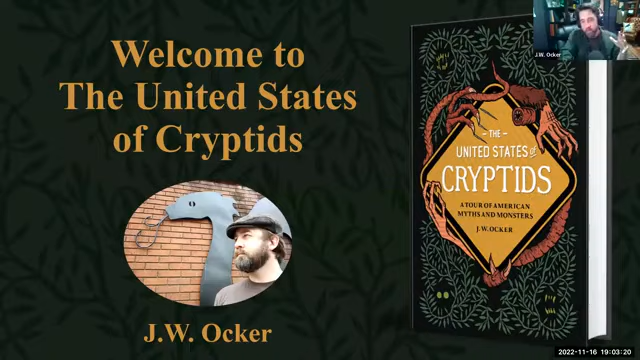 Welcome to
The United States
of Cryptids
J.W. Ocker
THE
UNITED STATES of
CRYPTIDS
A TOUR OF AMERICAN
MYTHS AND MONSTERS
J. W. OCKER
J.W. Ocker
2022-11-16 19:03:20